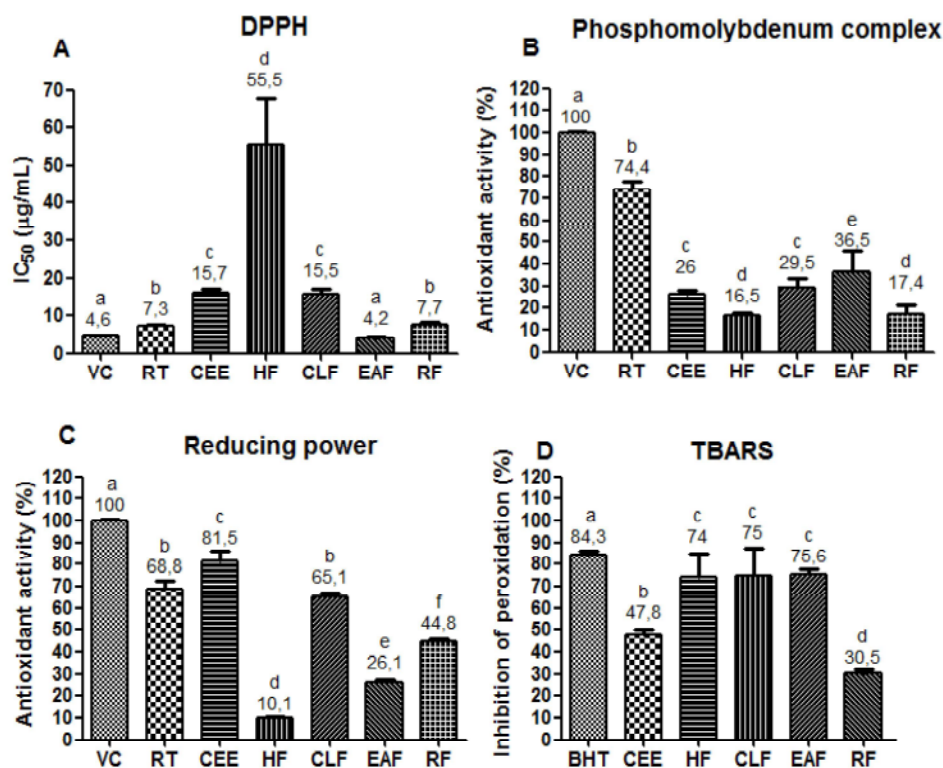 A
DPPH
IC50 (µg/mL)
70
60
50
40
30
20
10
0
a
4,6
b
7,3
c
15,7
d
55,5
c
15,5
a
4,2
b
7,7
VC RT CEE HF CLF EAF RF
B
Phosphomolybdenum complex
Antioxidant activity (%)
120
110
100
90
80
70
60
50
40
30
20
10
0
a
100
b
74,4
c
26
d
16,5
c
29,5
e
36,5
d
17,4
VC RT CEE HF CLF EAF RF
C
Reducing power
Antioxidant activity (%)
120
110
100
90
80
70
60
50
40
30
20
10
0
a
100
b
68,8
c
81,5
d
10,1
b
65,1
e
26,1
f
44,8
VC RT CEE HF CLF EAF RF
D
TBARS
Inhibition of peroxidation (%)
120
110
100
90
80
70
60
50
40
30
20
10
0
a
84,3
b
47,8
c
74
c
75
c
75,6
d
30,5
BHT CEE HF CLF EAF RF